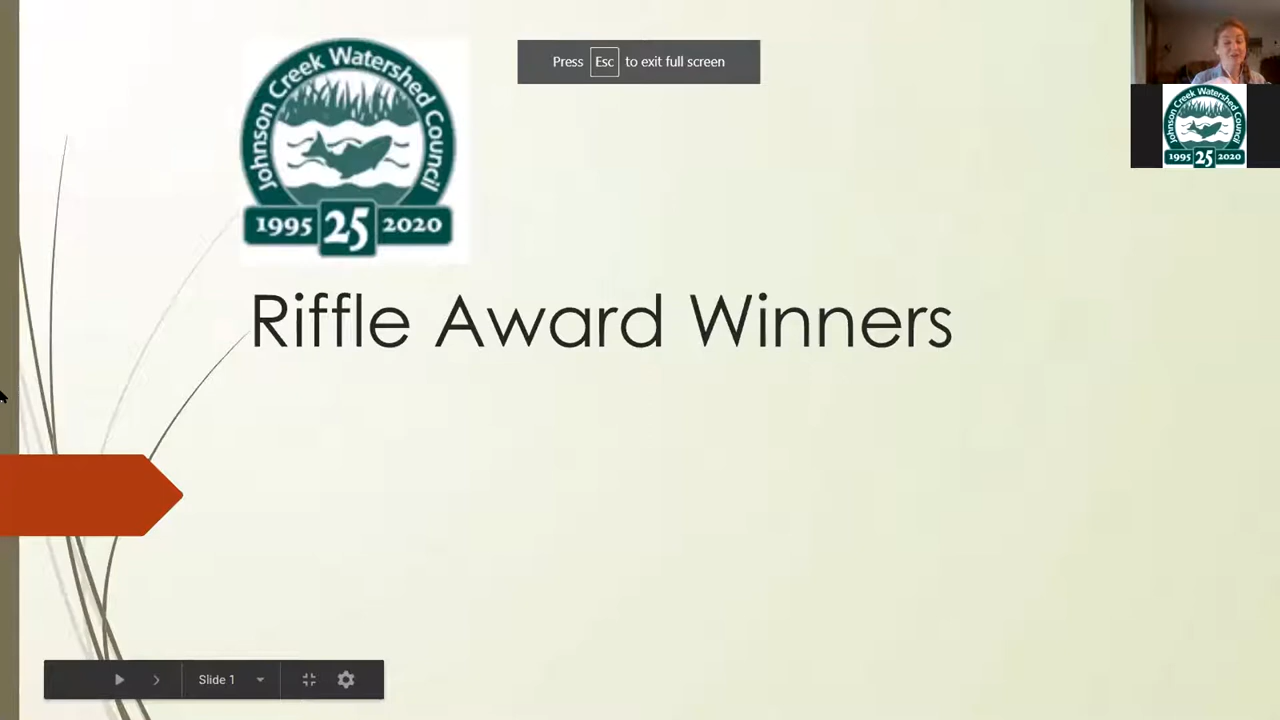 Johnson Creek Watershed Council
1995 25 2020
Press Esc to exit full screen
Johnson Creek Watershed Council
1995 25 2020
Riffle Award Winners
Slide 1